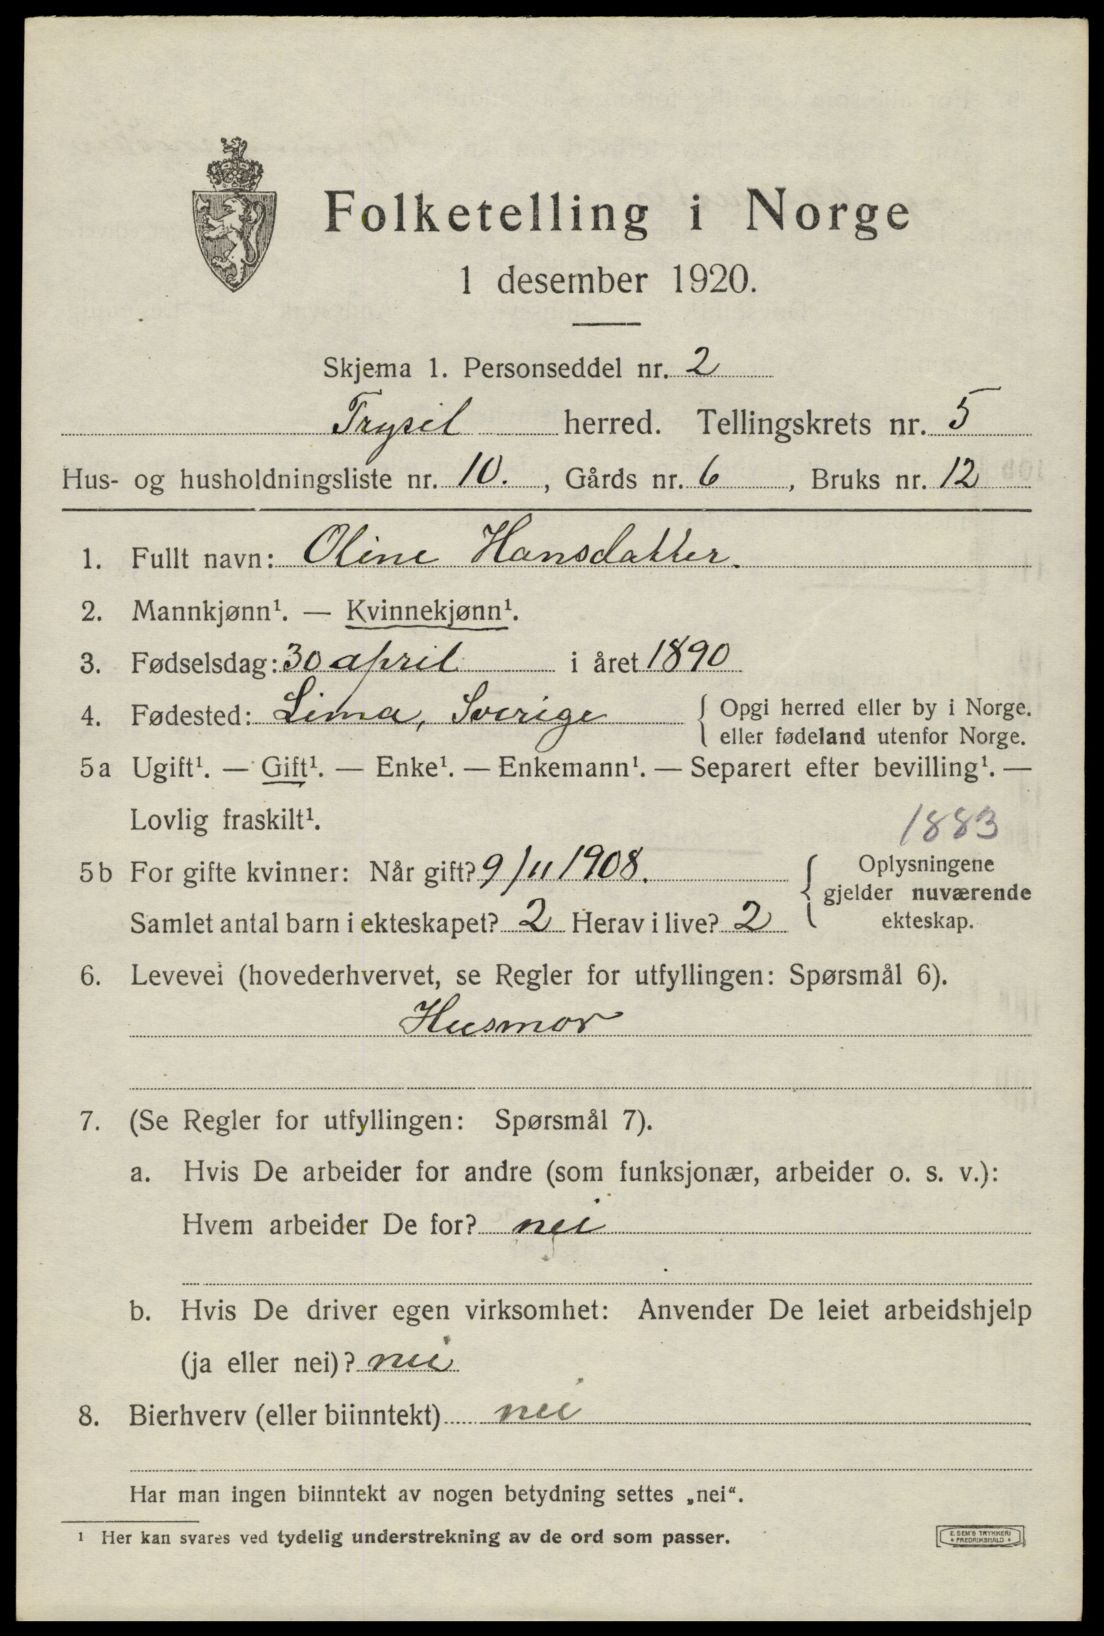 Folketelling i Norge
1 desember 1920.
Skjema 1. Personseddel nr. 2
Trysil herred. Tellingskrets nr. 5
Hus- og husholdningsliste nr. 10. , Gårds nr. 6 , Bruks nr. 12
1. Fullt navn: Oline Hansdatter.
2. Mannkjønn¹. — Kvinnekjønn¹.
3. Fødselsdag: 30 april i året 1890
4. Fødested: Lima, Sverige { Opgi herred eller by i Norge.
eller fødeland utenfor Norge.
5 a Ugift¹. — Gift¹. — Enke¹. — Enkemann¹. — Separert efter bevilling¹. —
Lovlig fraskilt¹.
1883
5 b For gifte kvinner: Når gift? 9/11 1908.
Samlet antal barn i ekteskapet? 2 Herav i live? 2
{ Oplysningene
gjelder nuværende
ekteskap.
6. Levevei (hovederhvervet, se Regler for utfyllingen: Spørsmål 6).
Husmor
7. (Se Regler for utfyllingen: Spørsmål 7).
a. Hvis De arbeider for andre (som funksjonær, arbeider o. s. v.):
Hvem arbeider De for? nei
b. Hvis De driver egen virksomhet: Anvender De leiet arbeidshjelp
(ja eller nei)? nei
8. Bierhverv (eller biinntekt) nei
Har man ingen biinntekt av nogen betydning settes „nei“.
¹ Her kan svares ved tydelig understrekning av de ord som passer.
E. SEM'S TRYKKERI
FREDRIKSHALD